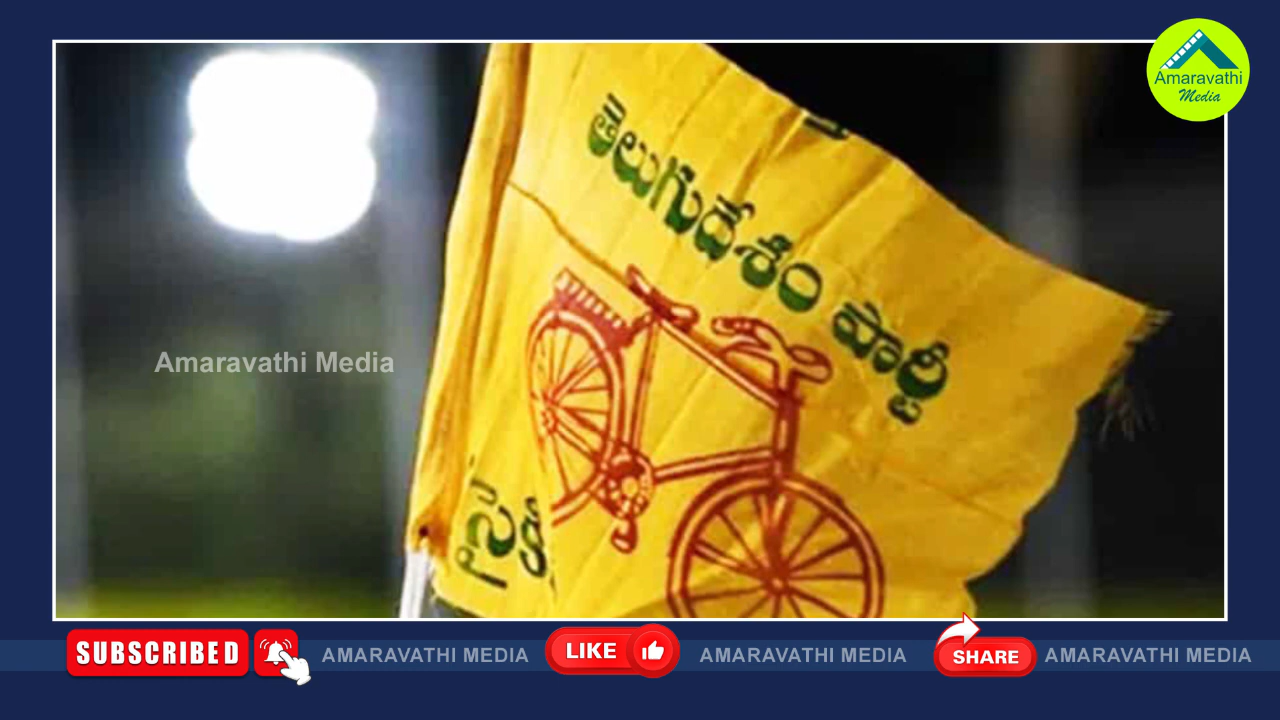 Amaravathi
Media
తెలుగుదేశం పార్టీ
Amaravathi Media
SUBSCRIBED
AMARAVATHI MEDIA
LIKE
AMARAVATHI MEDIA
SHARE
AMARAVATHI MEDIA